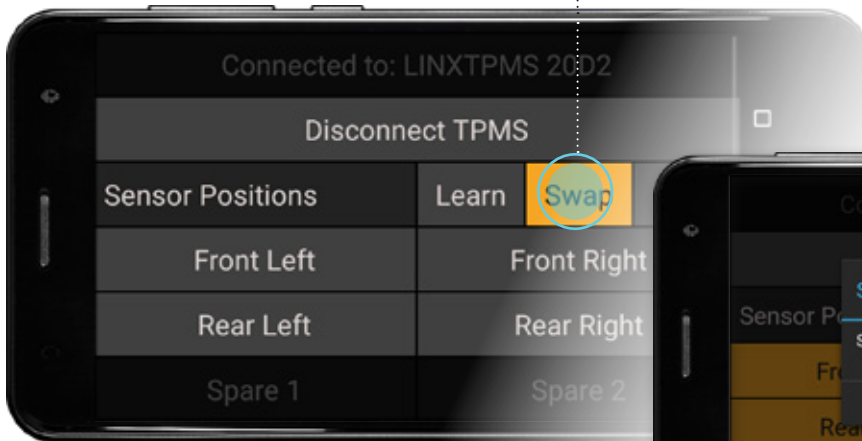 Connected to: LINXTPMS 20D2
Disconnect TPMS
Sensor Positions Learn Swap
Front Left Front Right
Rear Left Rear Right
Spare 1 Spare 2
Sensor